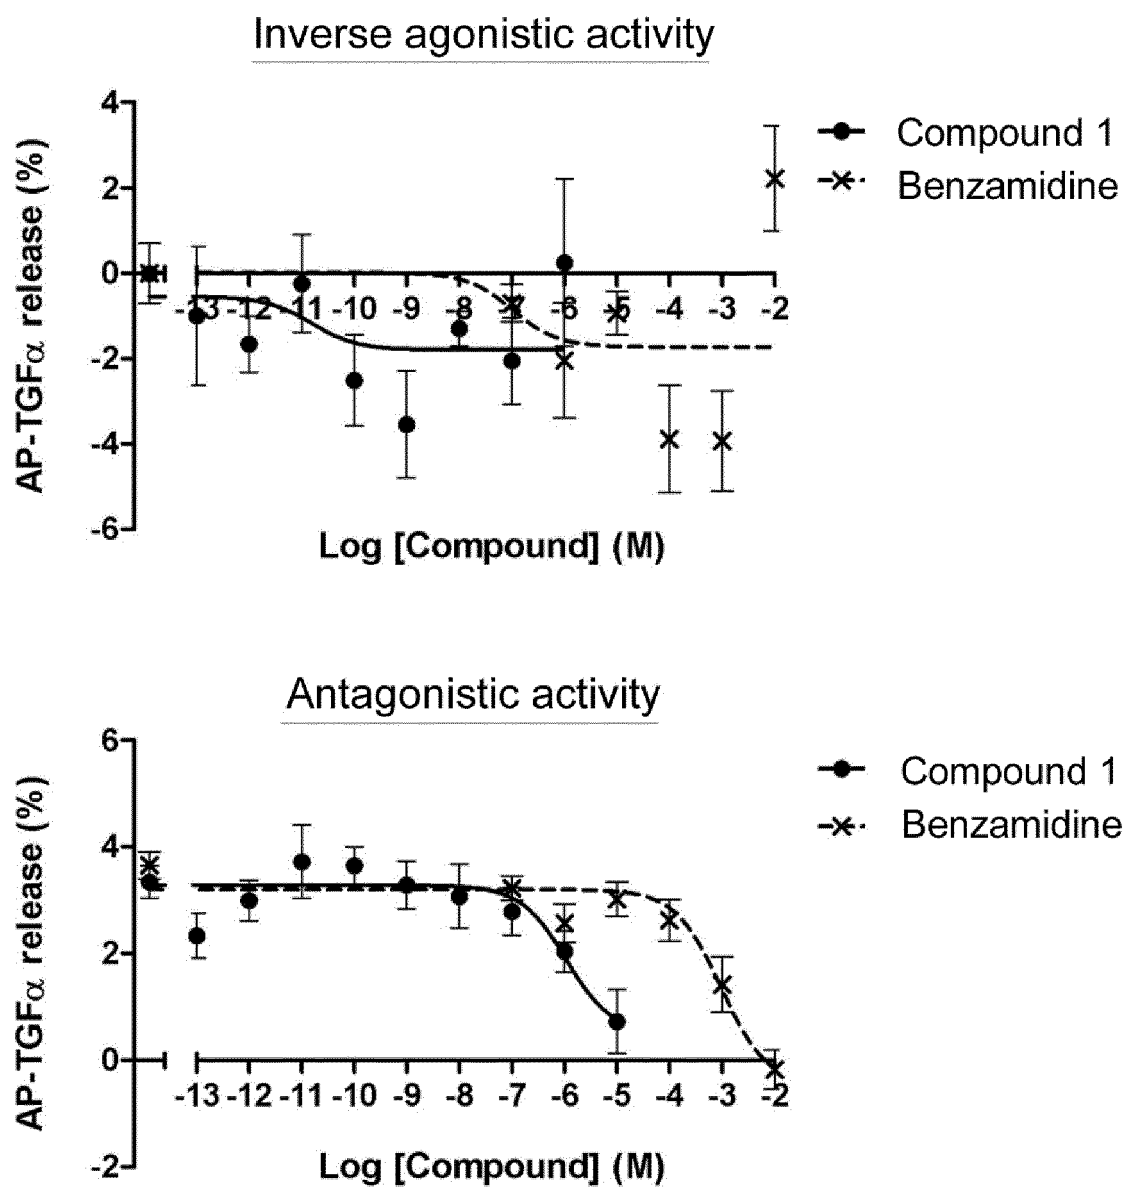 Inverse agonistic activity
4
2
0
-2
-4
-6
AP-TGFα release (%)
-13 -12 -11 -10 -9 -8 -7 -6 -5 -4 -3 -2
Log [Compound] (M)
Compound 1
Benzamidine
Antagonistic activity
6
4
2
0
-2
AP-TGFα release (%)
-13 -12 -11 -10 -9 -8 -7 -6 -5 -4 -3 -2
Log [Compound] (M)
Compound 1
Benzamidine